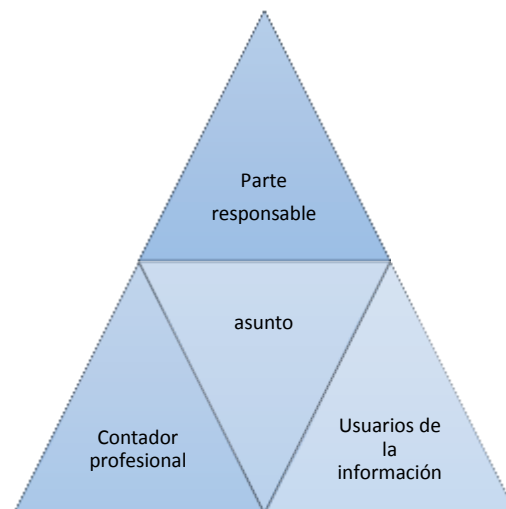 Parte
responsable
asunto
Contador
profesional
Usuarios de
la
información